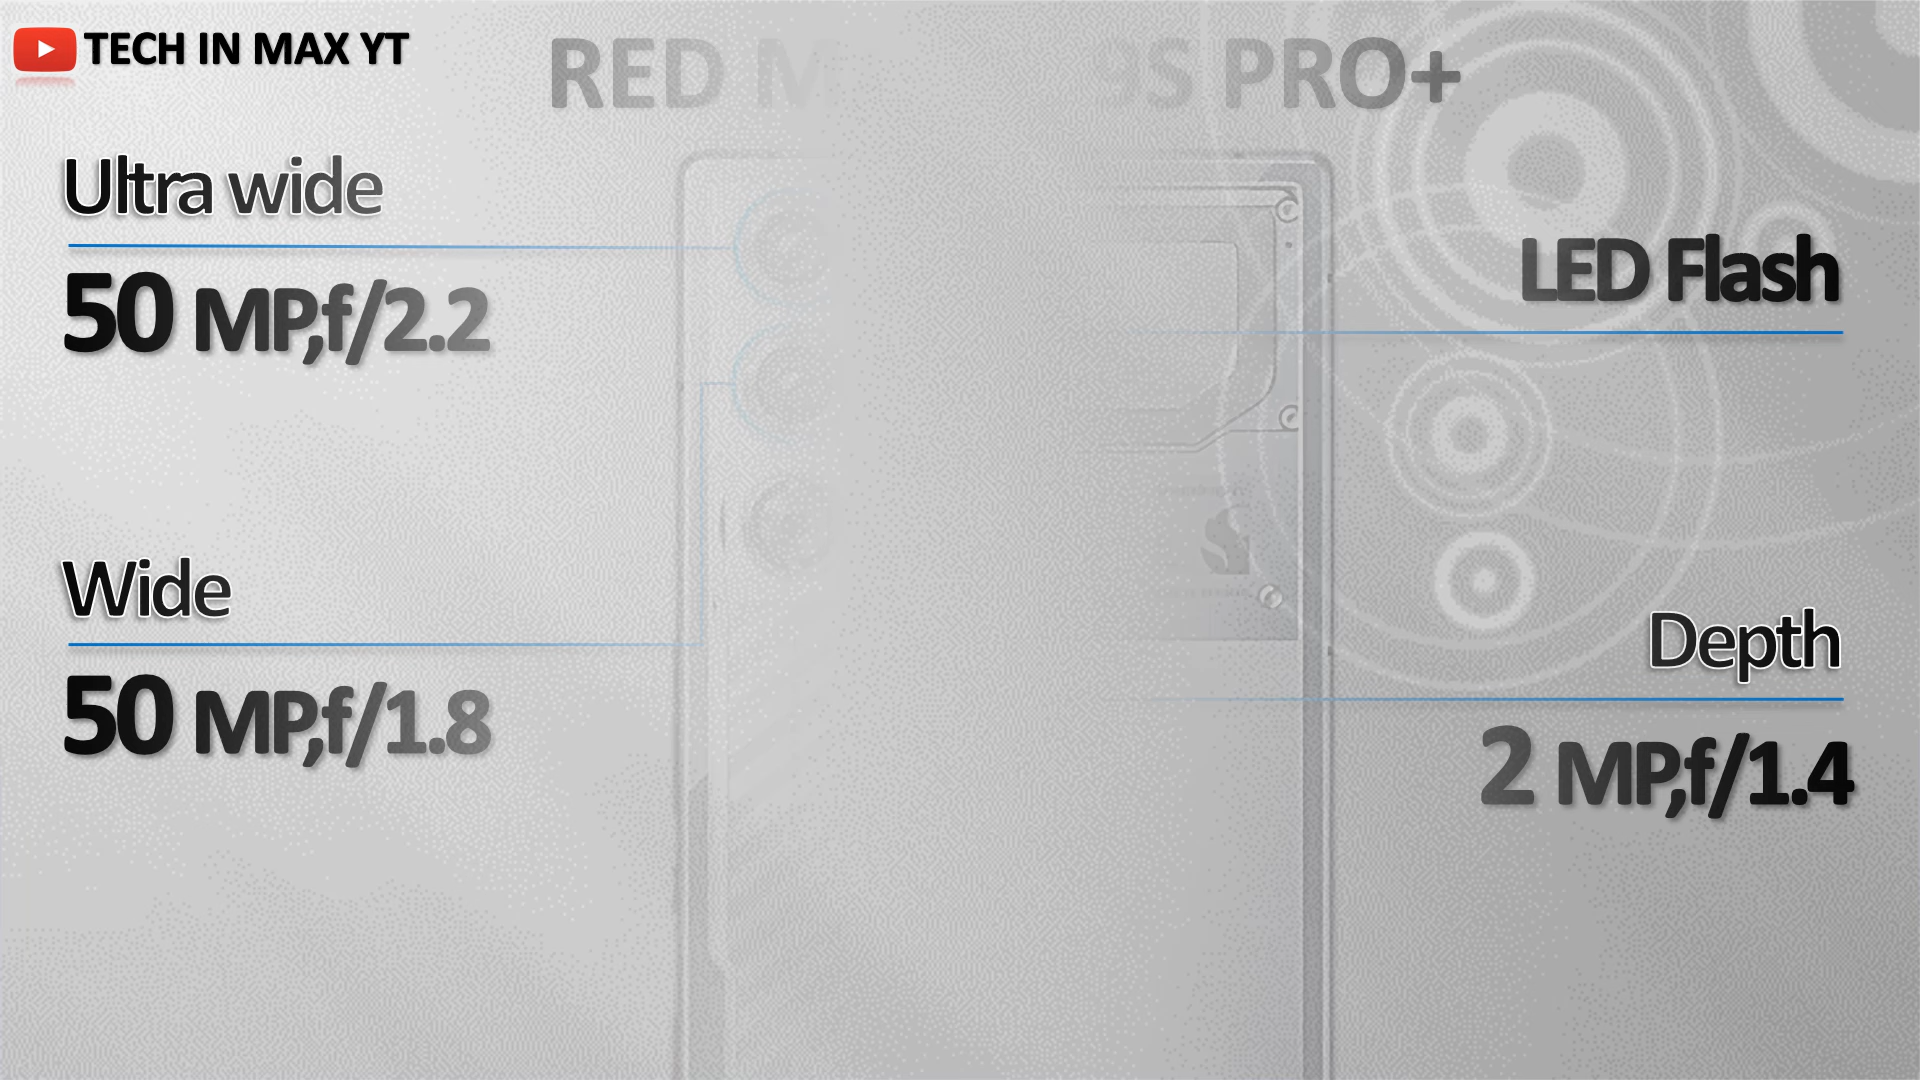 TECH IN MAX YT
RED M 9S PRO+
Ultra wide
50 MP,f/2.2
LED Flash
Wide
50 MP,f/1.8
Depth
2 MP,f/1.4